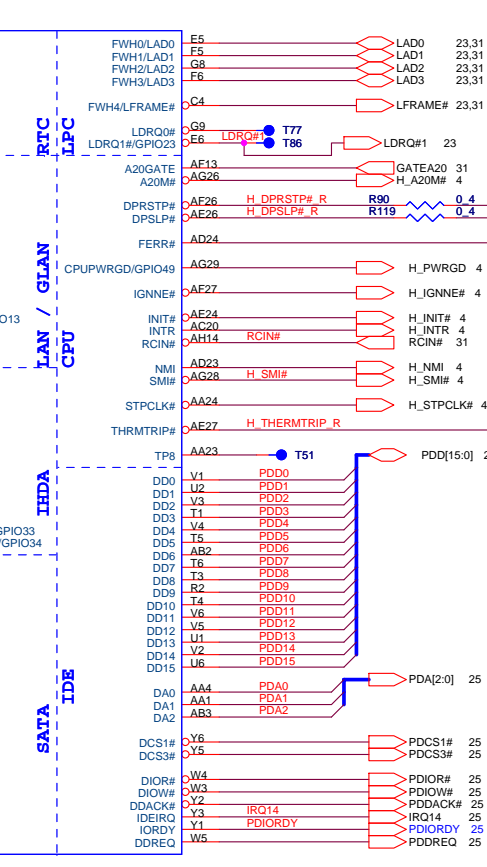 FWH0/LAD0 E5 LAD0 23,31
FWH1/LAD1 F5 LAD1 23,31
FWH2/LAD2 G8 LAD2 23,31
FWH3/LAD3 F6 LAD3 23,31
FWH4/LFRAME# C4 LFRAME# 23,31
LDRQ0# G9 T77
LDRQ1#/GPIO23 E6 LDRQ#1 T86
LDRQ#1 23
A20GATE AF13 GATEA20 31
A20M# AG26 H_A20M# 4
DPRSTP# AF26 H_DPRSTP#_R R90 0_4
DPSLP# AE26 H_DPSLP#_R R119 0_4
FERR# AD24
CPUPWRGD/GPIO49 AG29 H_PWRGD 4
IGNNE# AF27 H_IGNNE# 4
INIT# AE24 H_INIT# 4
INTR AC20 H_INTR 4
RCIN# AH14 RCIN# RCIN# 31
NMI AD23 H_NMI 4
SMI# AG28 H_SMI# H_SMI# 4
STPCLK# AA24 H_STPCLK# 4
THRMTRIP# AE27 H_THERMTRIP_R
TP8 AA23 T51
PDD[15:0] 2
DD0 V1 PDD0
DD1 U2 PDD1
DD2 V3 PDD2
DD3 T1 PDD3
DD4 V4 PDD4
DD5 T5 PDD5
DD6 AB2 PDD6
DD7 T6 PDD7
DD8 T3 PDD8
DD9 R2 PDD9
DD10 T4 PDD10
DD11 V6 PDD11
DD12 V5 PDD12
DD13 U1 PDD13
DD14 V2 PDD14
DD15 U6 PDD15
DA0 AA4 PDA0 PDA[2:0] 25
DA1 AA1 PDA1
DA2 AB3 PDA2
DCS1# Y6 PDCS1# 25
DCS3# Y5 PDCS3# 25
DIOR# W4 PDIOR# 25
DIOW# W3 PDIOW# 25
DDACK# Y2 PDDACK# 25
IDEIRQ Y3 IRQ14 IRQ14 25
IORDY Y1 PDIORDY PDIORDY 25
DDREQ W5 PDDREQ 25
RTC
LPC
LAN / GLAN
CPU
IHDA
SATA
IDE
O13
GPIO33
/GPIO34